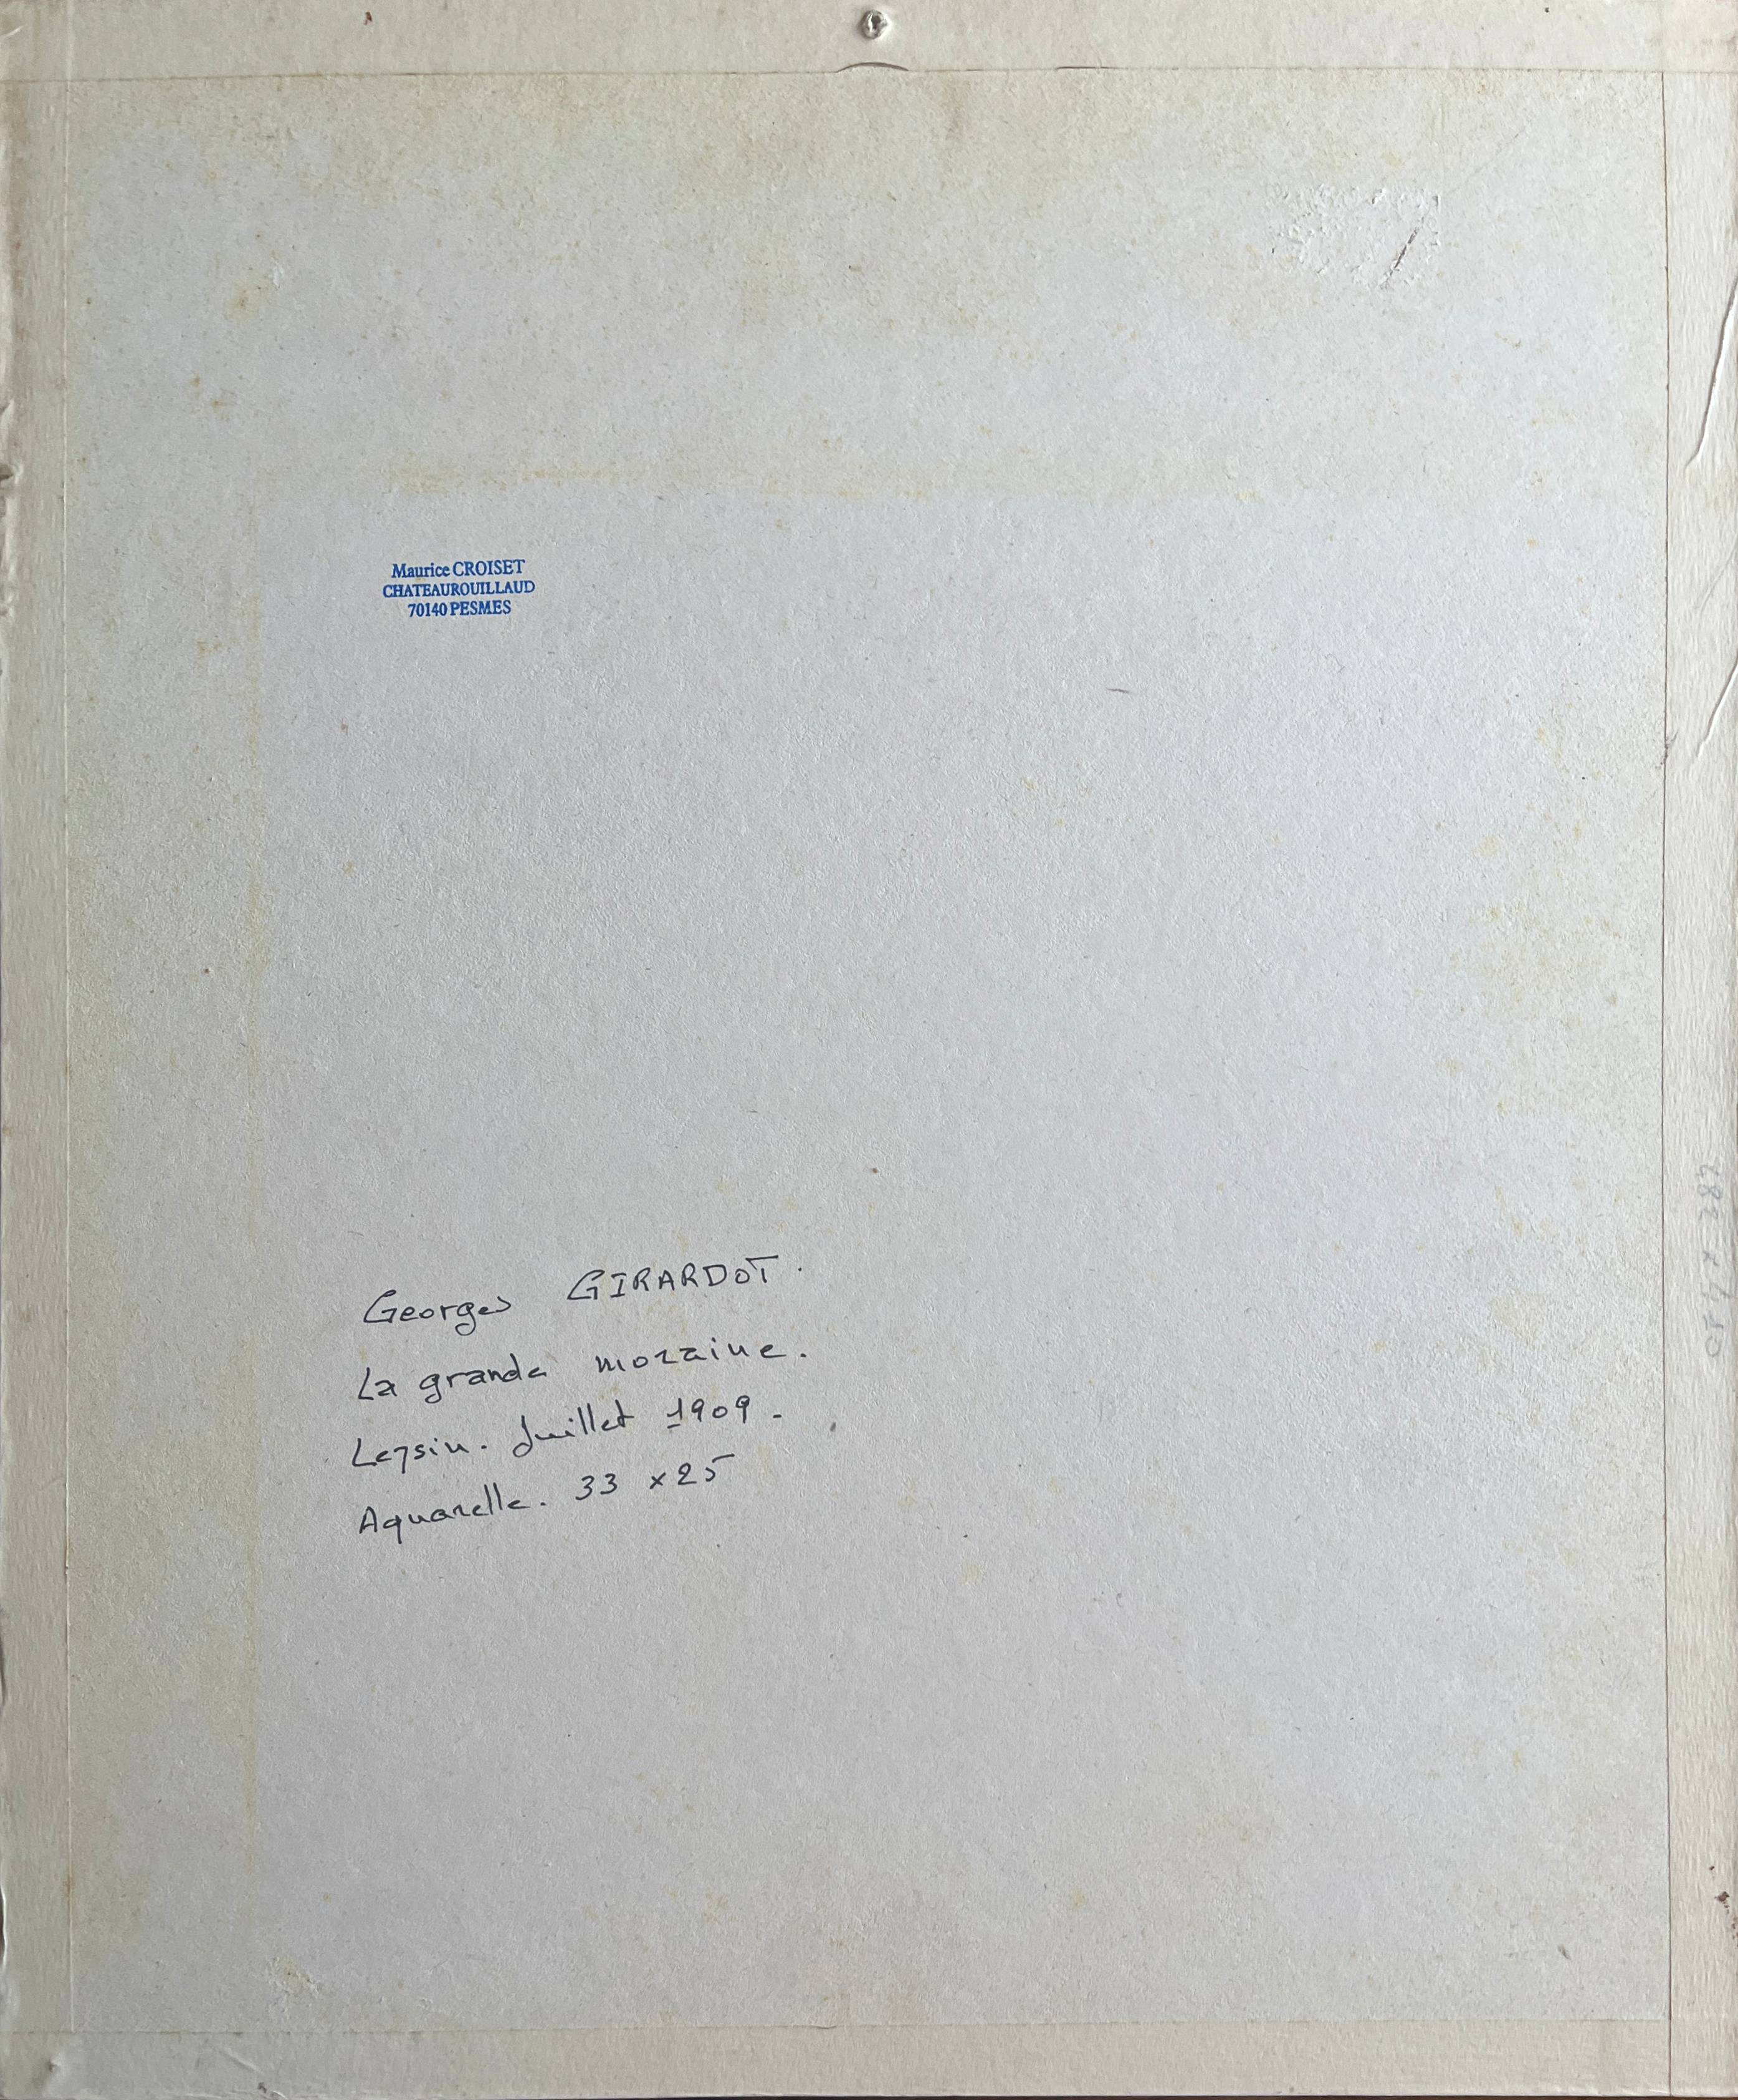 Maurice CROISET
CHATEAUROUILLAUD
70140 PESMES
Georges GIRARDOT.
La grande moraine.
Leysin. Juillet 1909.
Aquarelle. 33 x 25